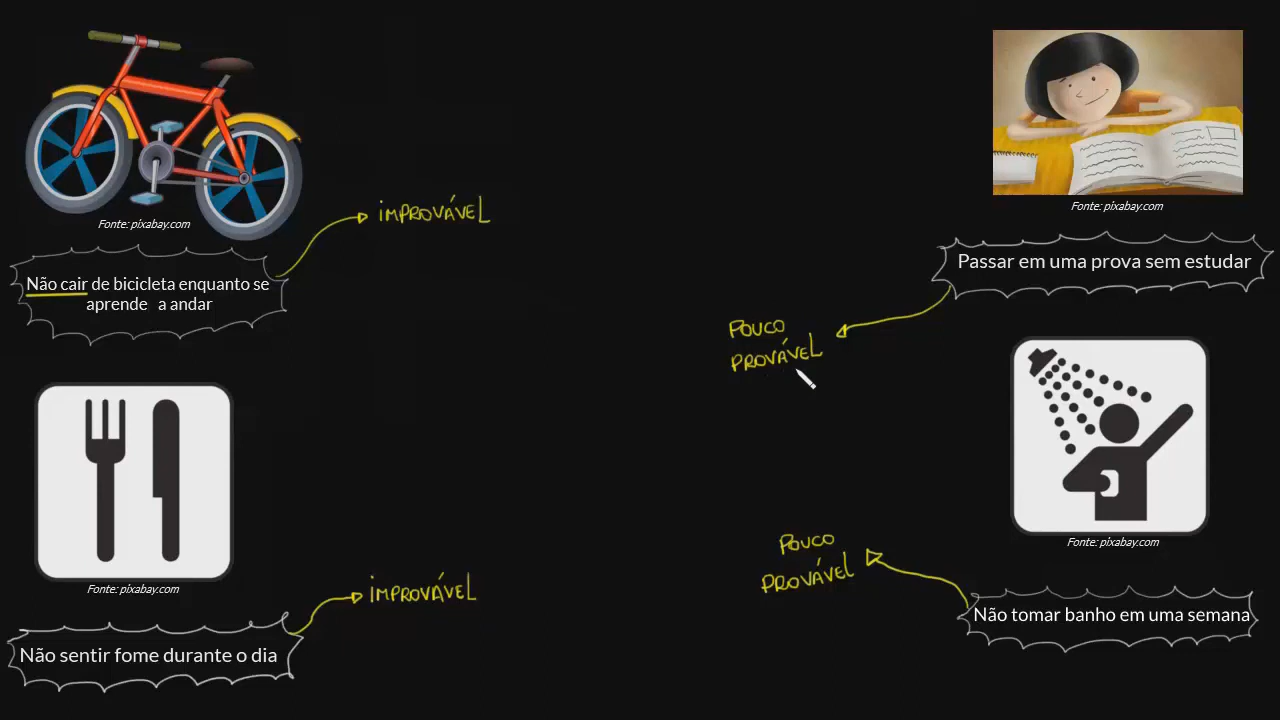 Fonte: pixabay.com
IMPROVÁVEL
Não cair de bicicleta enquanto se
aprende a andar
Fonte: pixabay.com
Passar em uma prova sem estudar
POUCO
PROVÁVEL
Fonte: pixabay.com
IMPROVÁVEL
Não sentir fome durante o dia
Fonte: pixabay.com
POUCO
PROVÁVEL
Não tomar banho em uma semana